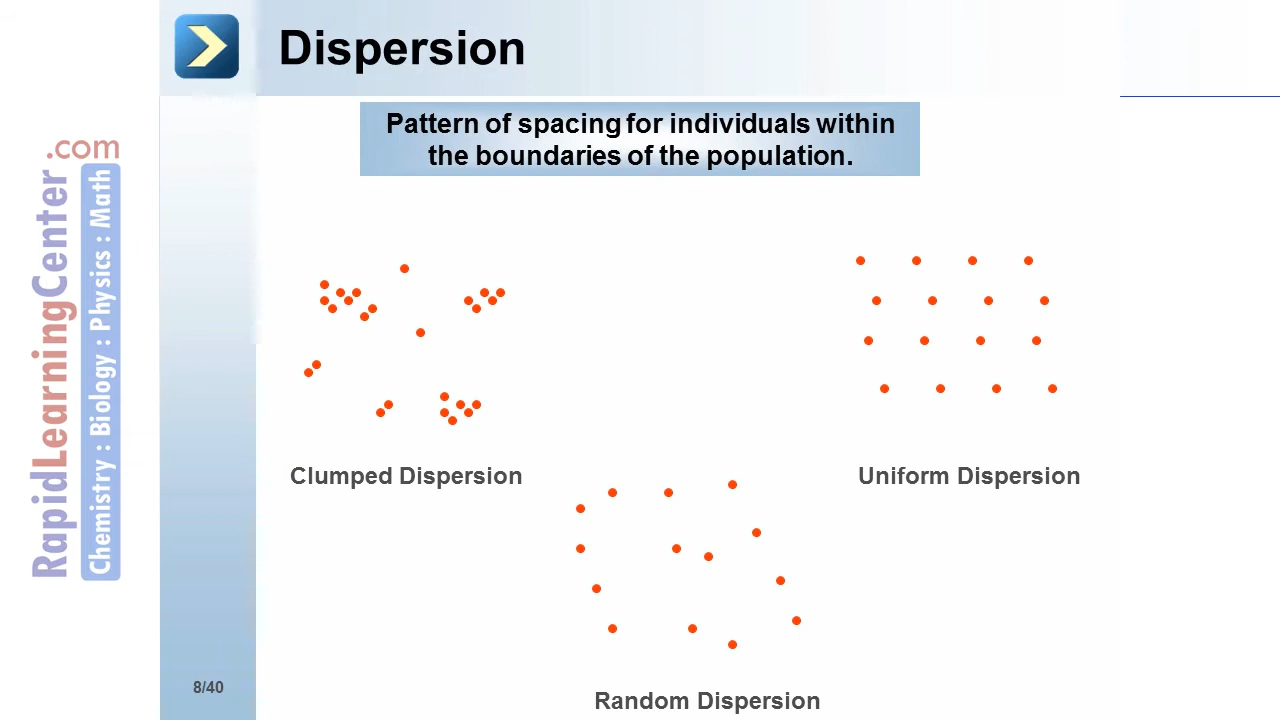 Dispersion
Pattern of spacing for individuals within
the boundaries of the population.
RapidLearningCenter.com
Chemistry : Biology : Physics : Math
Clumped Dispersion
Uniform Dispersion
Random Dispersion
8/40